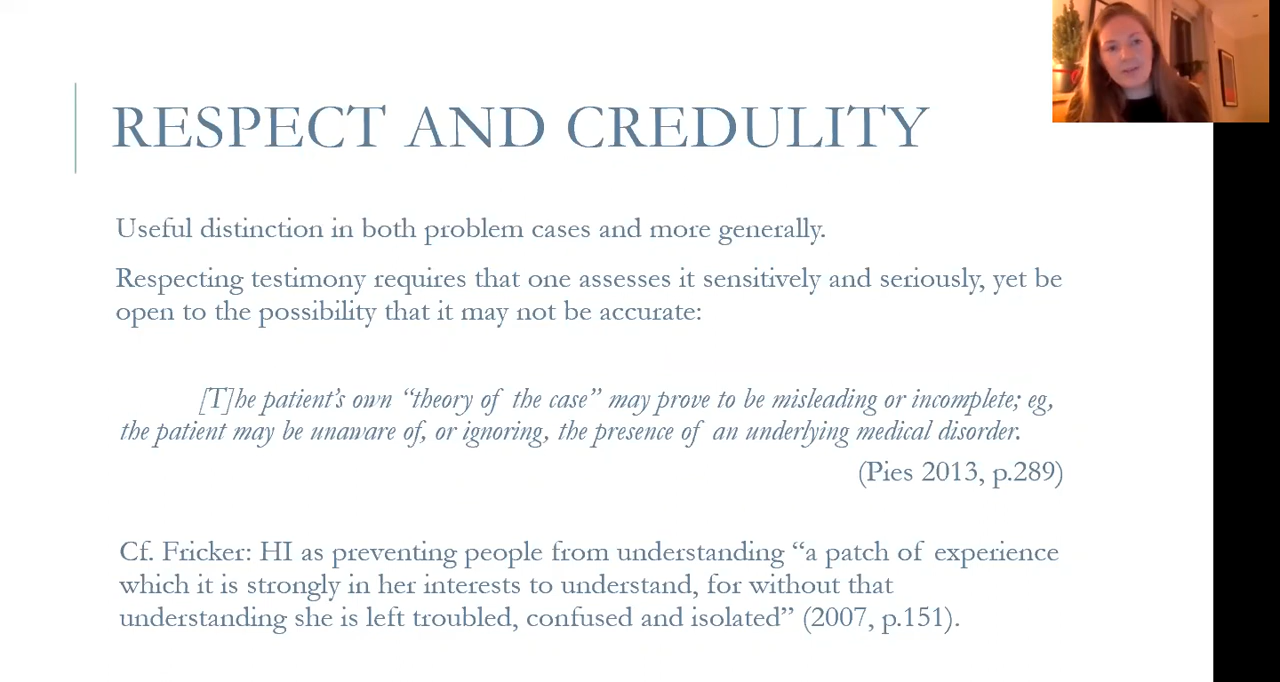 RESPECT AND CREDULITY
Useful distinction in both problem cases and more generally.
Respecting testimony requires that one assesses it sensitively and seriously, yet be
open to the possibility that it may not be accurate:
[T]he patient’s own “theory of the case” may prove to be misleading or incomplete; eg,
the patient may be unaware of, or ignoring, the presence of an underlying medical disorder.
(Pies 2013, p.289)
Cf. Fricker: HI as preventing people from understanding “a patch of experience
which it is strongly in her interests to understand, for without that
understanding she is left troubled, confused and isolated” (2007, p.151).